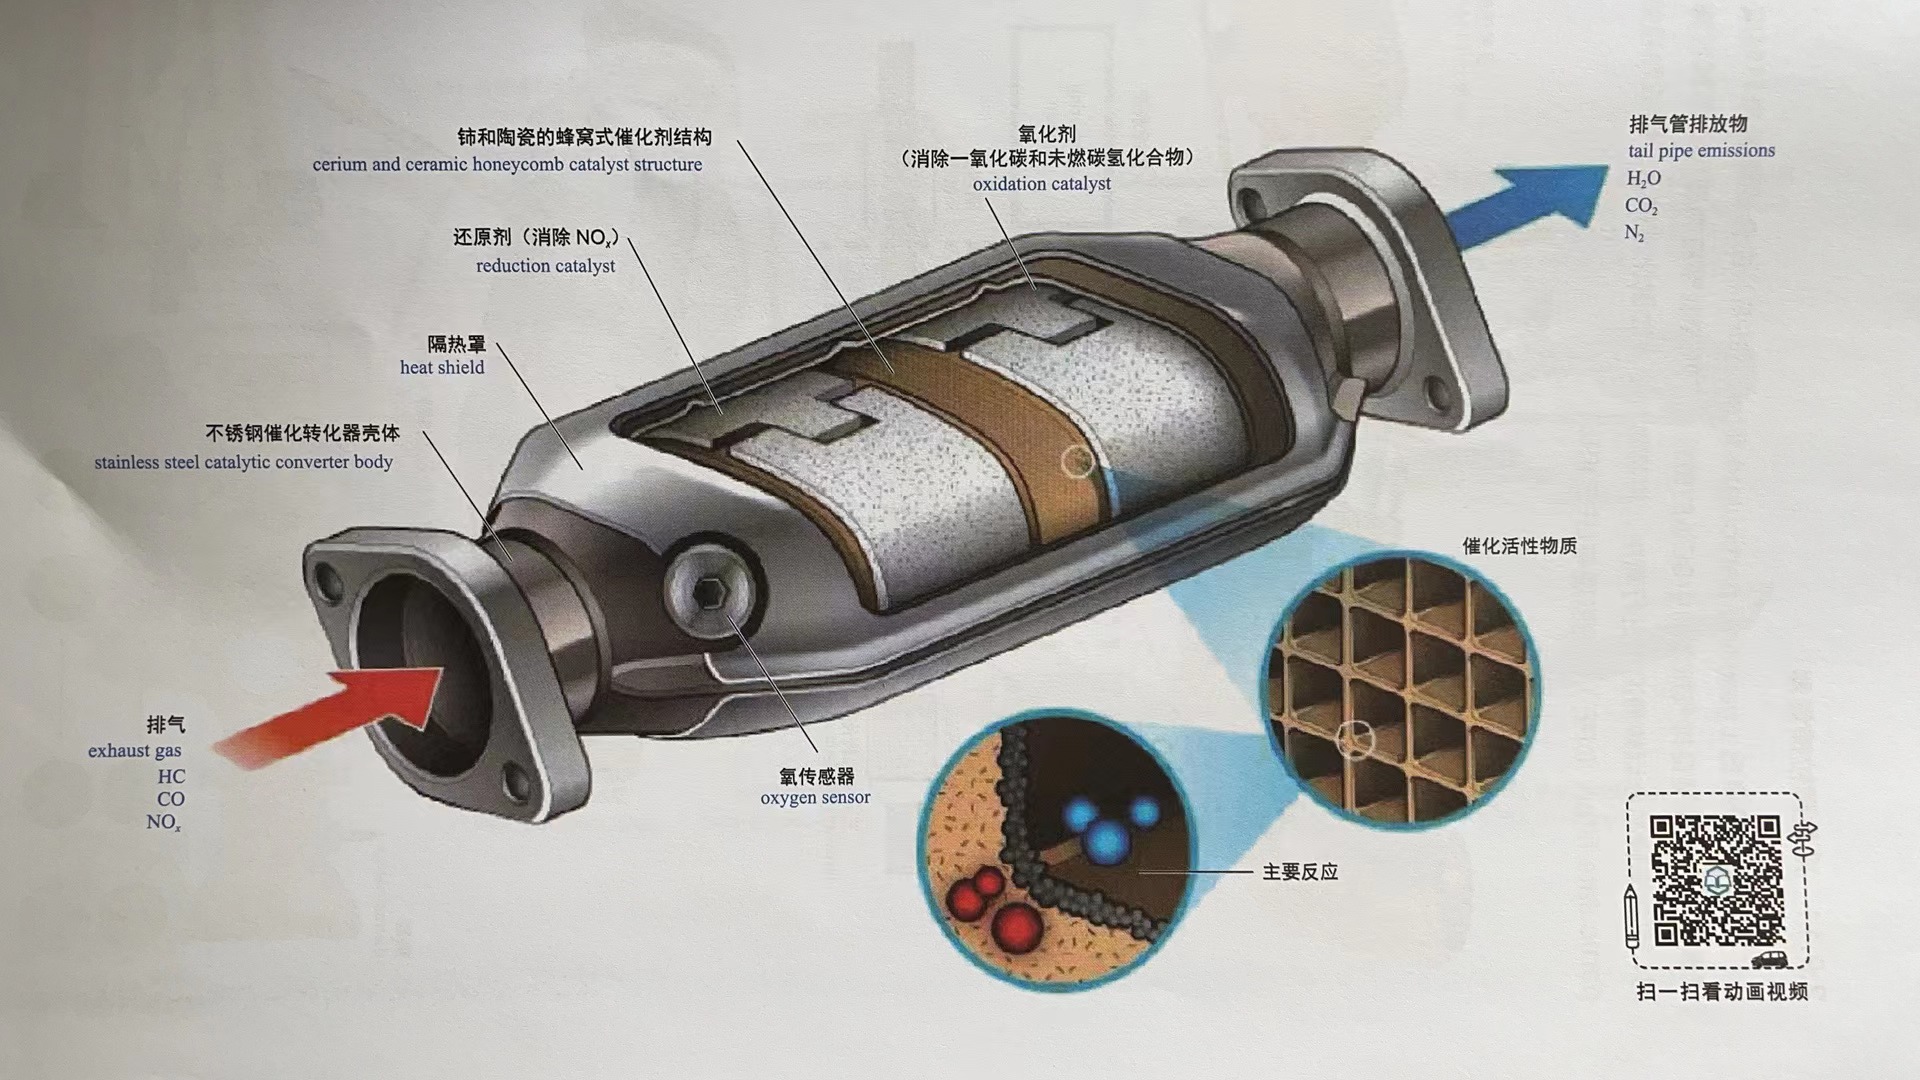 铈和陶瓷的蜂窝式催化剂结构
cerium and ceramic honeycomb catalyst structure
氧化剂
（消除一氧化碳和未燃碳氢化合物）
oxidation catalyst
排气管排放物
tail pipe emissions
H₂O
CO₂
N₂
还原剂（消除 NOₓ）
reduction catalyst
隔热罩
heat shield
不锈钢催化转化器壳体
stainless steel catalytic converter body
催化活性物质
排气
exhaust gas
HC
CO
NOₓ
氧传感器
oxygen sensor
主要反应
扫一扫看动画视频